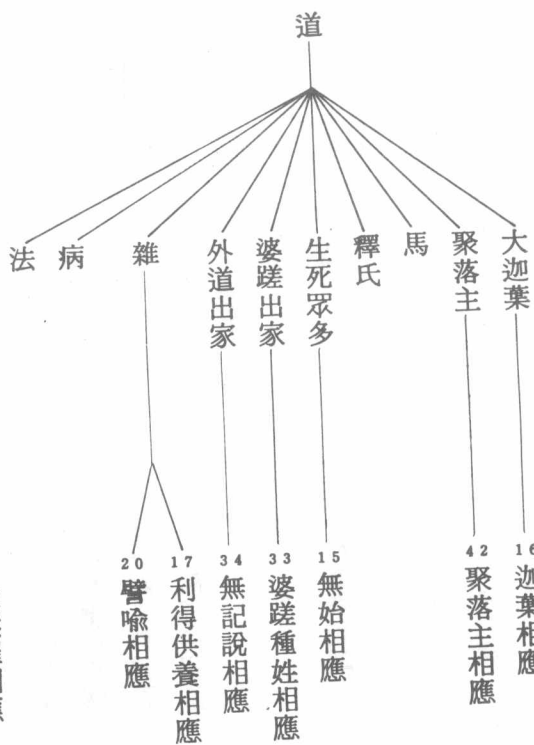 道
大迦葉
聚落主
馬
釋氏
生死眾多
婆蹉出家
外道出家
雜
病
法
16 迦葉相應
42 聚落主相應
15 無始相應
33 婆蹉種姓相應
34 無記說相應
17 利得供養相應
20 譬喻相應
相應